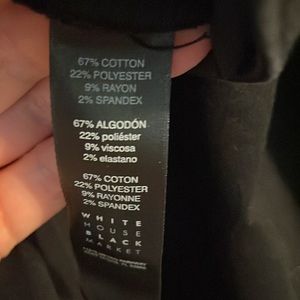 67% COTTON
22% POLYESTER
9% RAYON
2% SPANDEX
67% ALGODÓN
22% poliéster
9% viscosa
2% elastano
67% COTON
22% POLYESTER
9% RAYONNE
2% SPANDEX
WHITE
HOUSE
BLACK
MARKET